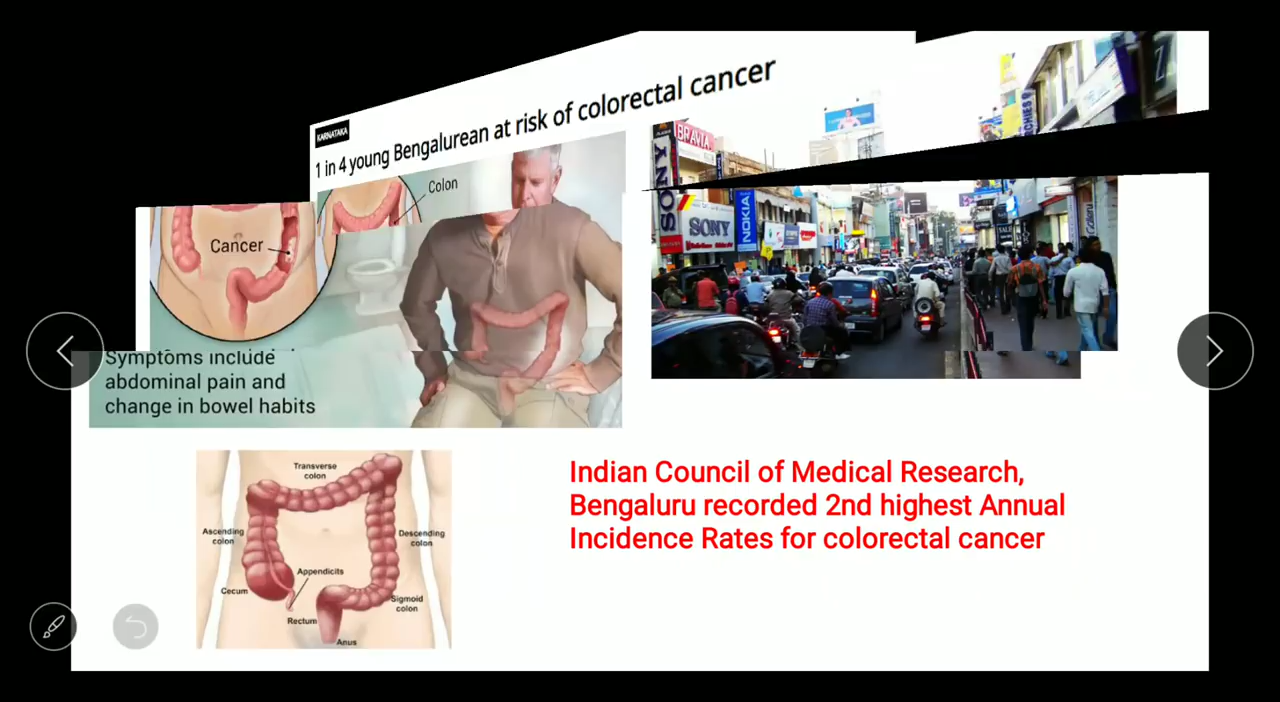 KARNATAKA
1 in 4 young Bengalurean at risk of colorectal cancer
Colon
Cancer
Symptoms include
abdominal pain and
change in bowel habits
BRAVIA
SONY
SONY
NOKIA
Transverse
colon
Ascending
colon
Descending
colon
Appendicits
Cecum
Sigmoid
colon
Rectum
Anus
Indian Council of Medical Research,
Bengaluru recorded 2nd highest Annual
Incidence Rates for colorectal cancer